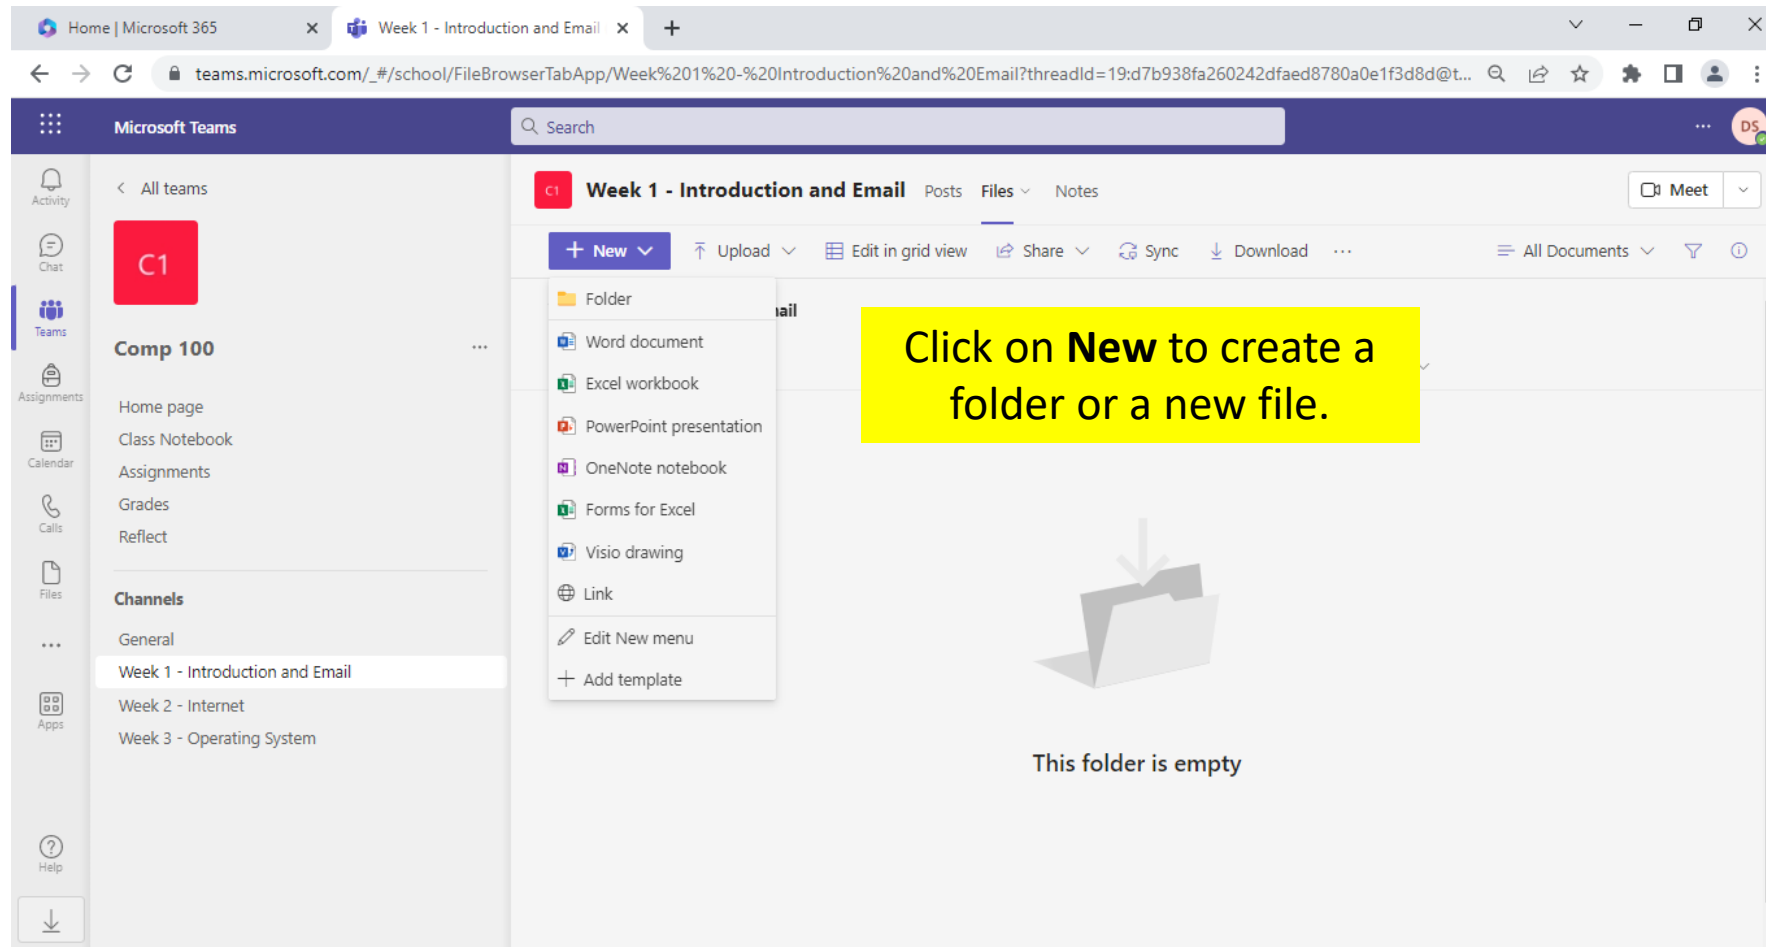 Home | Microsoft 365
Week 1 - Introduction and Email
teams.microsoft.com/_#/school/FileBrowserTabApp/Week%201%20-%20Introduction%20and%20Email?threadId=19:d7b938fa260242dfaed8780a0e1f3d8d@t...
Microsoft Teams
Search
DS
Activity
Chat
Teams
Assignments
Calendar
Calls
Files
Apps
Help
All teams
C1
Comp 100
Home page
Class Notebook
Assignments
Grades
Reflect
Channels
General
Week 1 - Introduction and Email
Week 2 - Internet
Week 3 - Operating System
C1 Week 1 - Introduction and Email Posts Files Notes
Meet
New Upload Edit in grid view Share Sync Download All Documents
Folder
Word document
Excel workbook
PowerPoint presentation
OneNote notebook
Forms for Excel
Visio drawing
Link
Edit New menu
Add template
Click on New to create a
folder or a new file.
This folder is empty